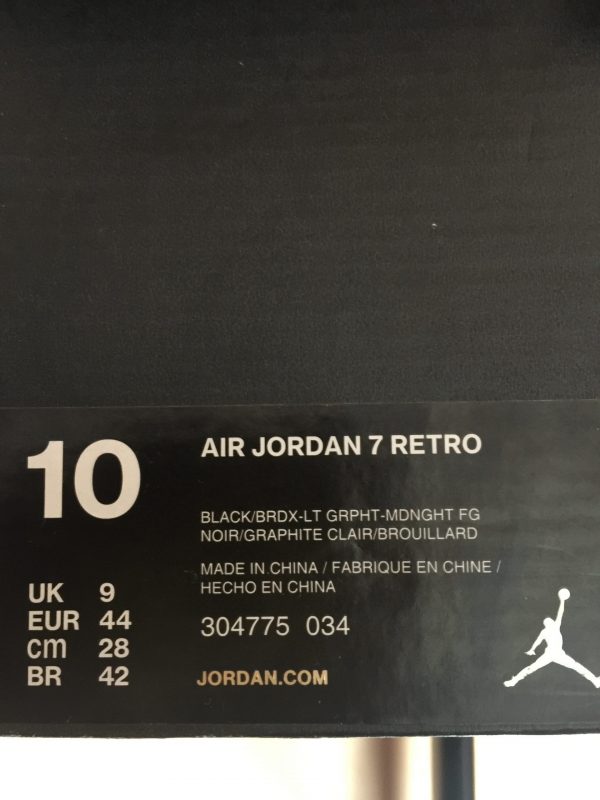 10
AIR JORDAN 7 RETRO
BLACK/BRDX-LT GRPHT-MDNGHT FG
NOIR/GRAPHITE CLAIR/BROUILLARD
MADE IN CHINA / FABRIQUE EN CHINE /
HECHO EN CHINA
UK 9
EUR 44
cm 28
BR 42
304775 034
JORDAN.COM